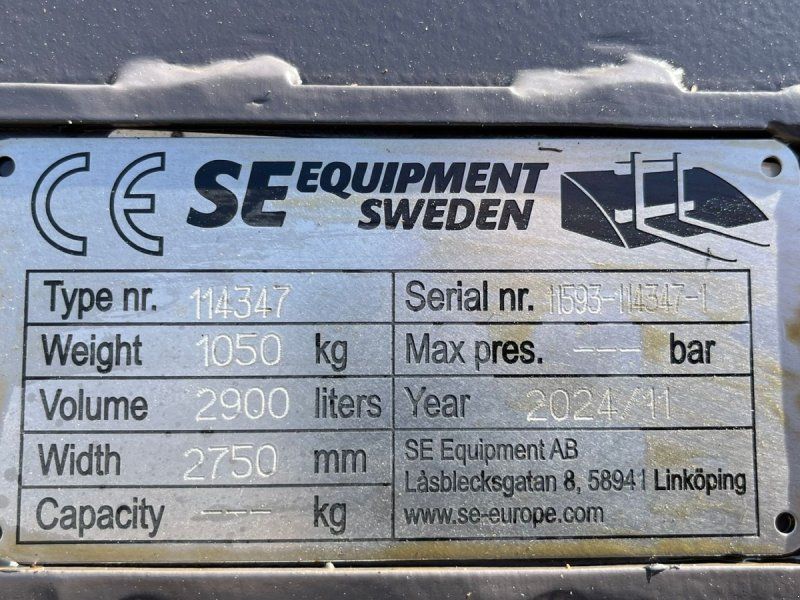 CE SE EQUIPMENT
SWEDEN
Type nr. 114347
Serial nr. 11593-114347-1
Weight 1050 kg
Max pres. --- bar
Volume 2900 liters
Year 2024/11
Width 2750 mm
SE Equipment AB
Låsblecksgatan 8, 58941 Linköping
www.se-europe.com
Capacity --- kg